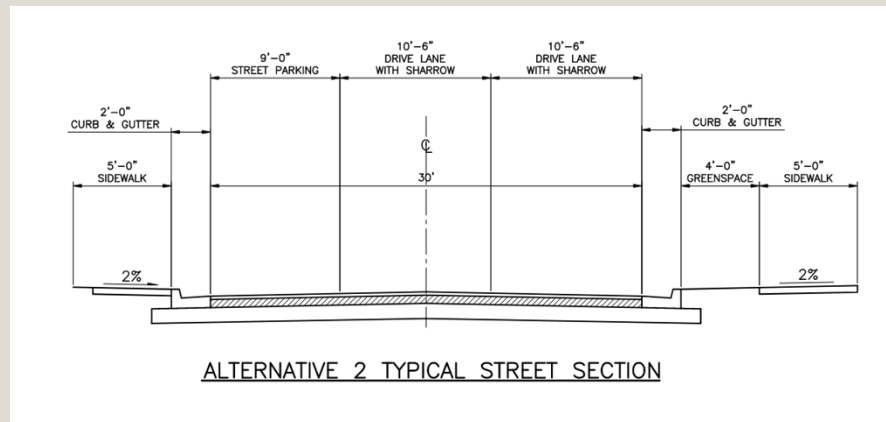 9'-0"
STREET PARKING
10'-6"
DRIVE LANE
WITH SHARROW
10'-6"
DRIVE LANE
WITH SHARROW
2'-0"
CURB & GUTTER
2'-0"
CURB & GUTTER
5'-0"
SIDEWALK
℄
30'
4'-0"
GREENSPACE
5'-0"
SIDEWALK
2%
2%
ALTERNATIVE 2 TYPICAL STREET SECTION